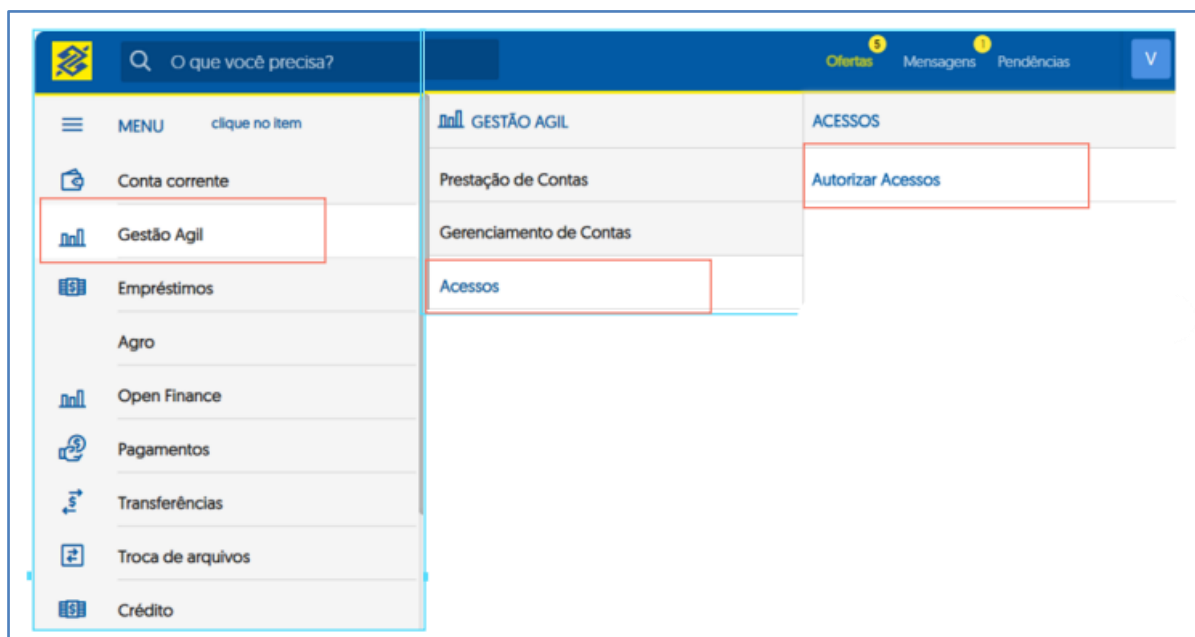 O que você precisa?
5
1
Ofertas Mensagens Pendências
V
MENU clique no item
Conta corrente
Gestão Agil
Empréstimos
Agro
Open Finance
Pagamentos
Transferências
Troca de arquivos
Crédito
GESTÃO AGIL
Prestação de Contas
Gerenciamento de Contas
Acessos
ACESSOS
Autorizar Acessos